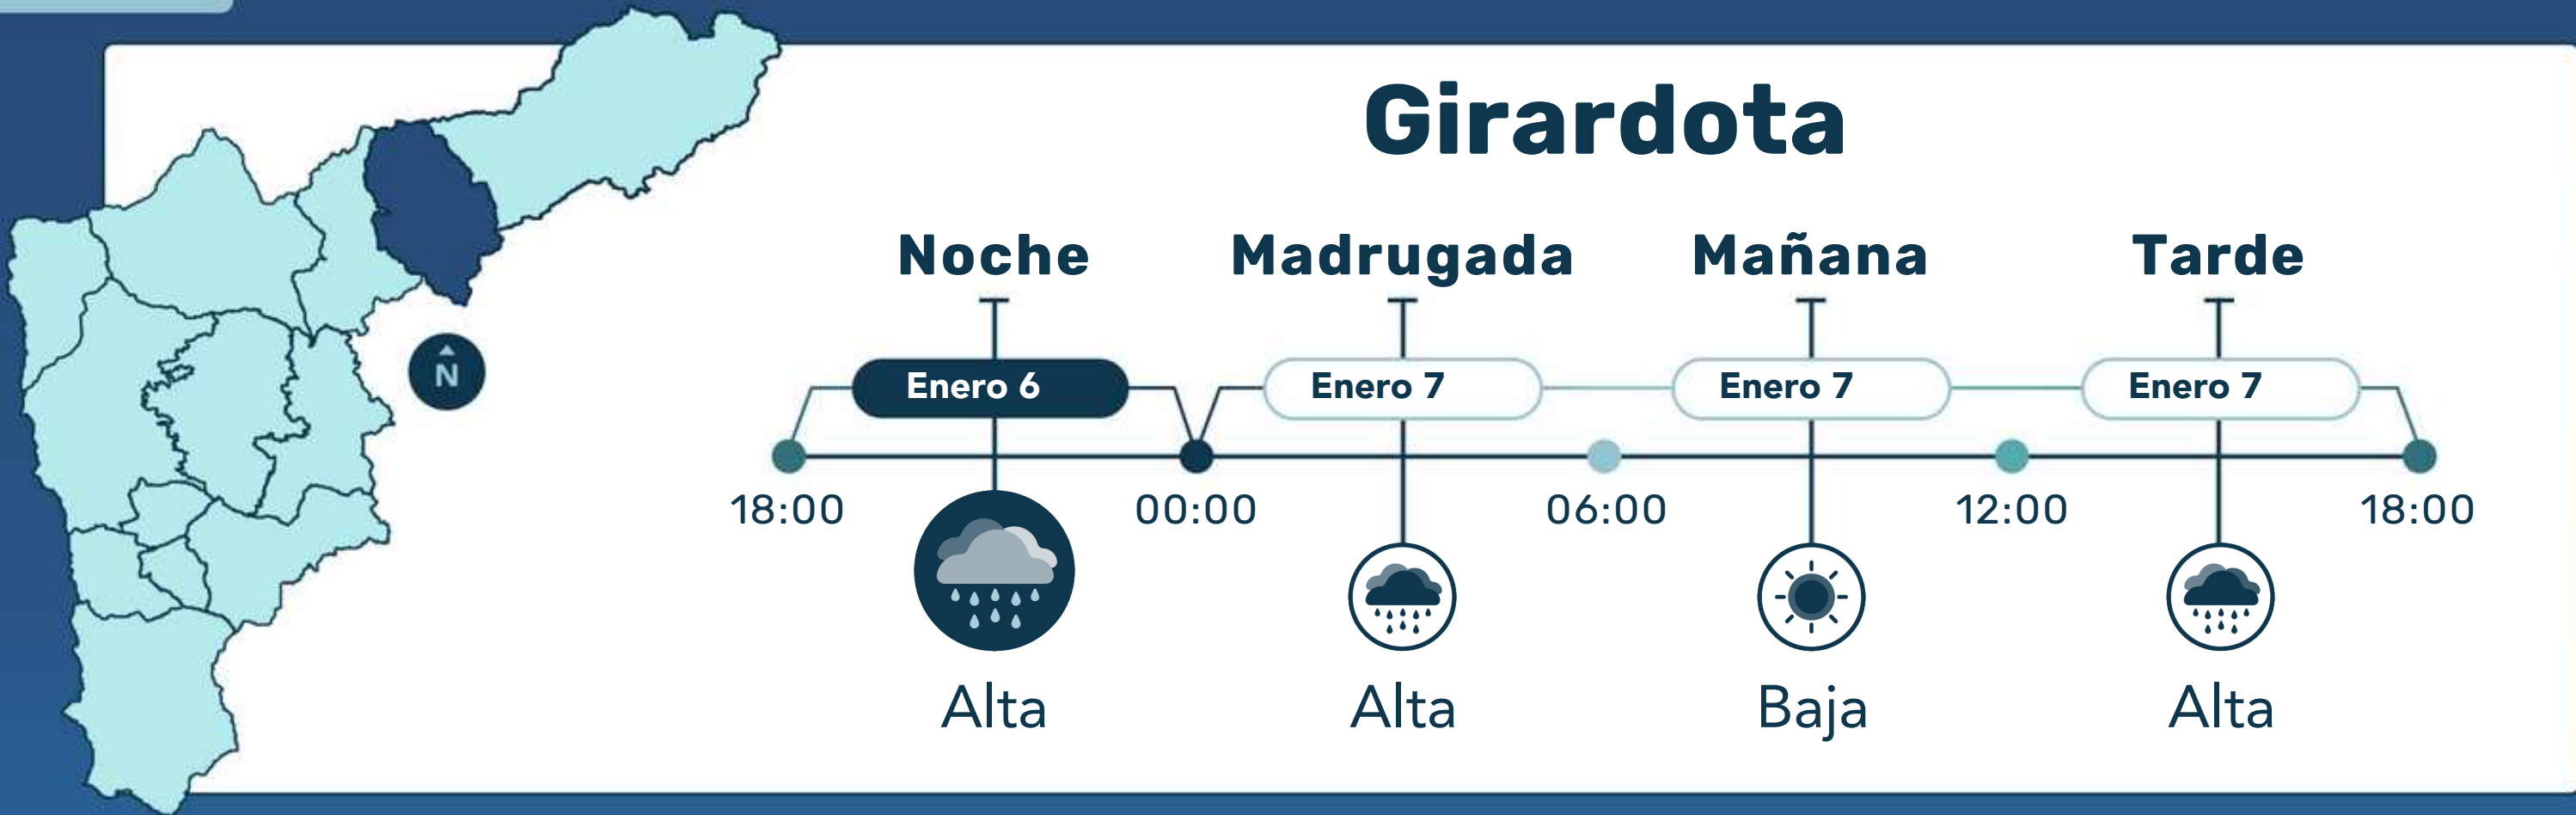 Girardota
Noche Madrugada Mañana Tarde
Enero 6 Enero 7 Enero 7 Enero 7
N
18:00 00:00 06:00 12:00 18:00
Alta Alta Baja Alta